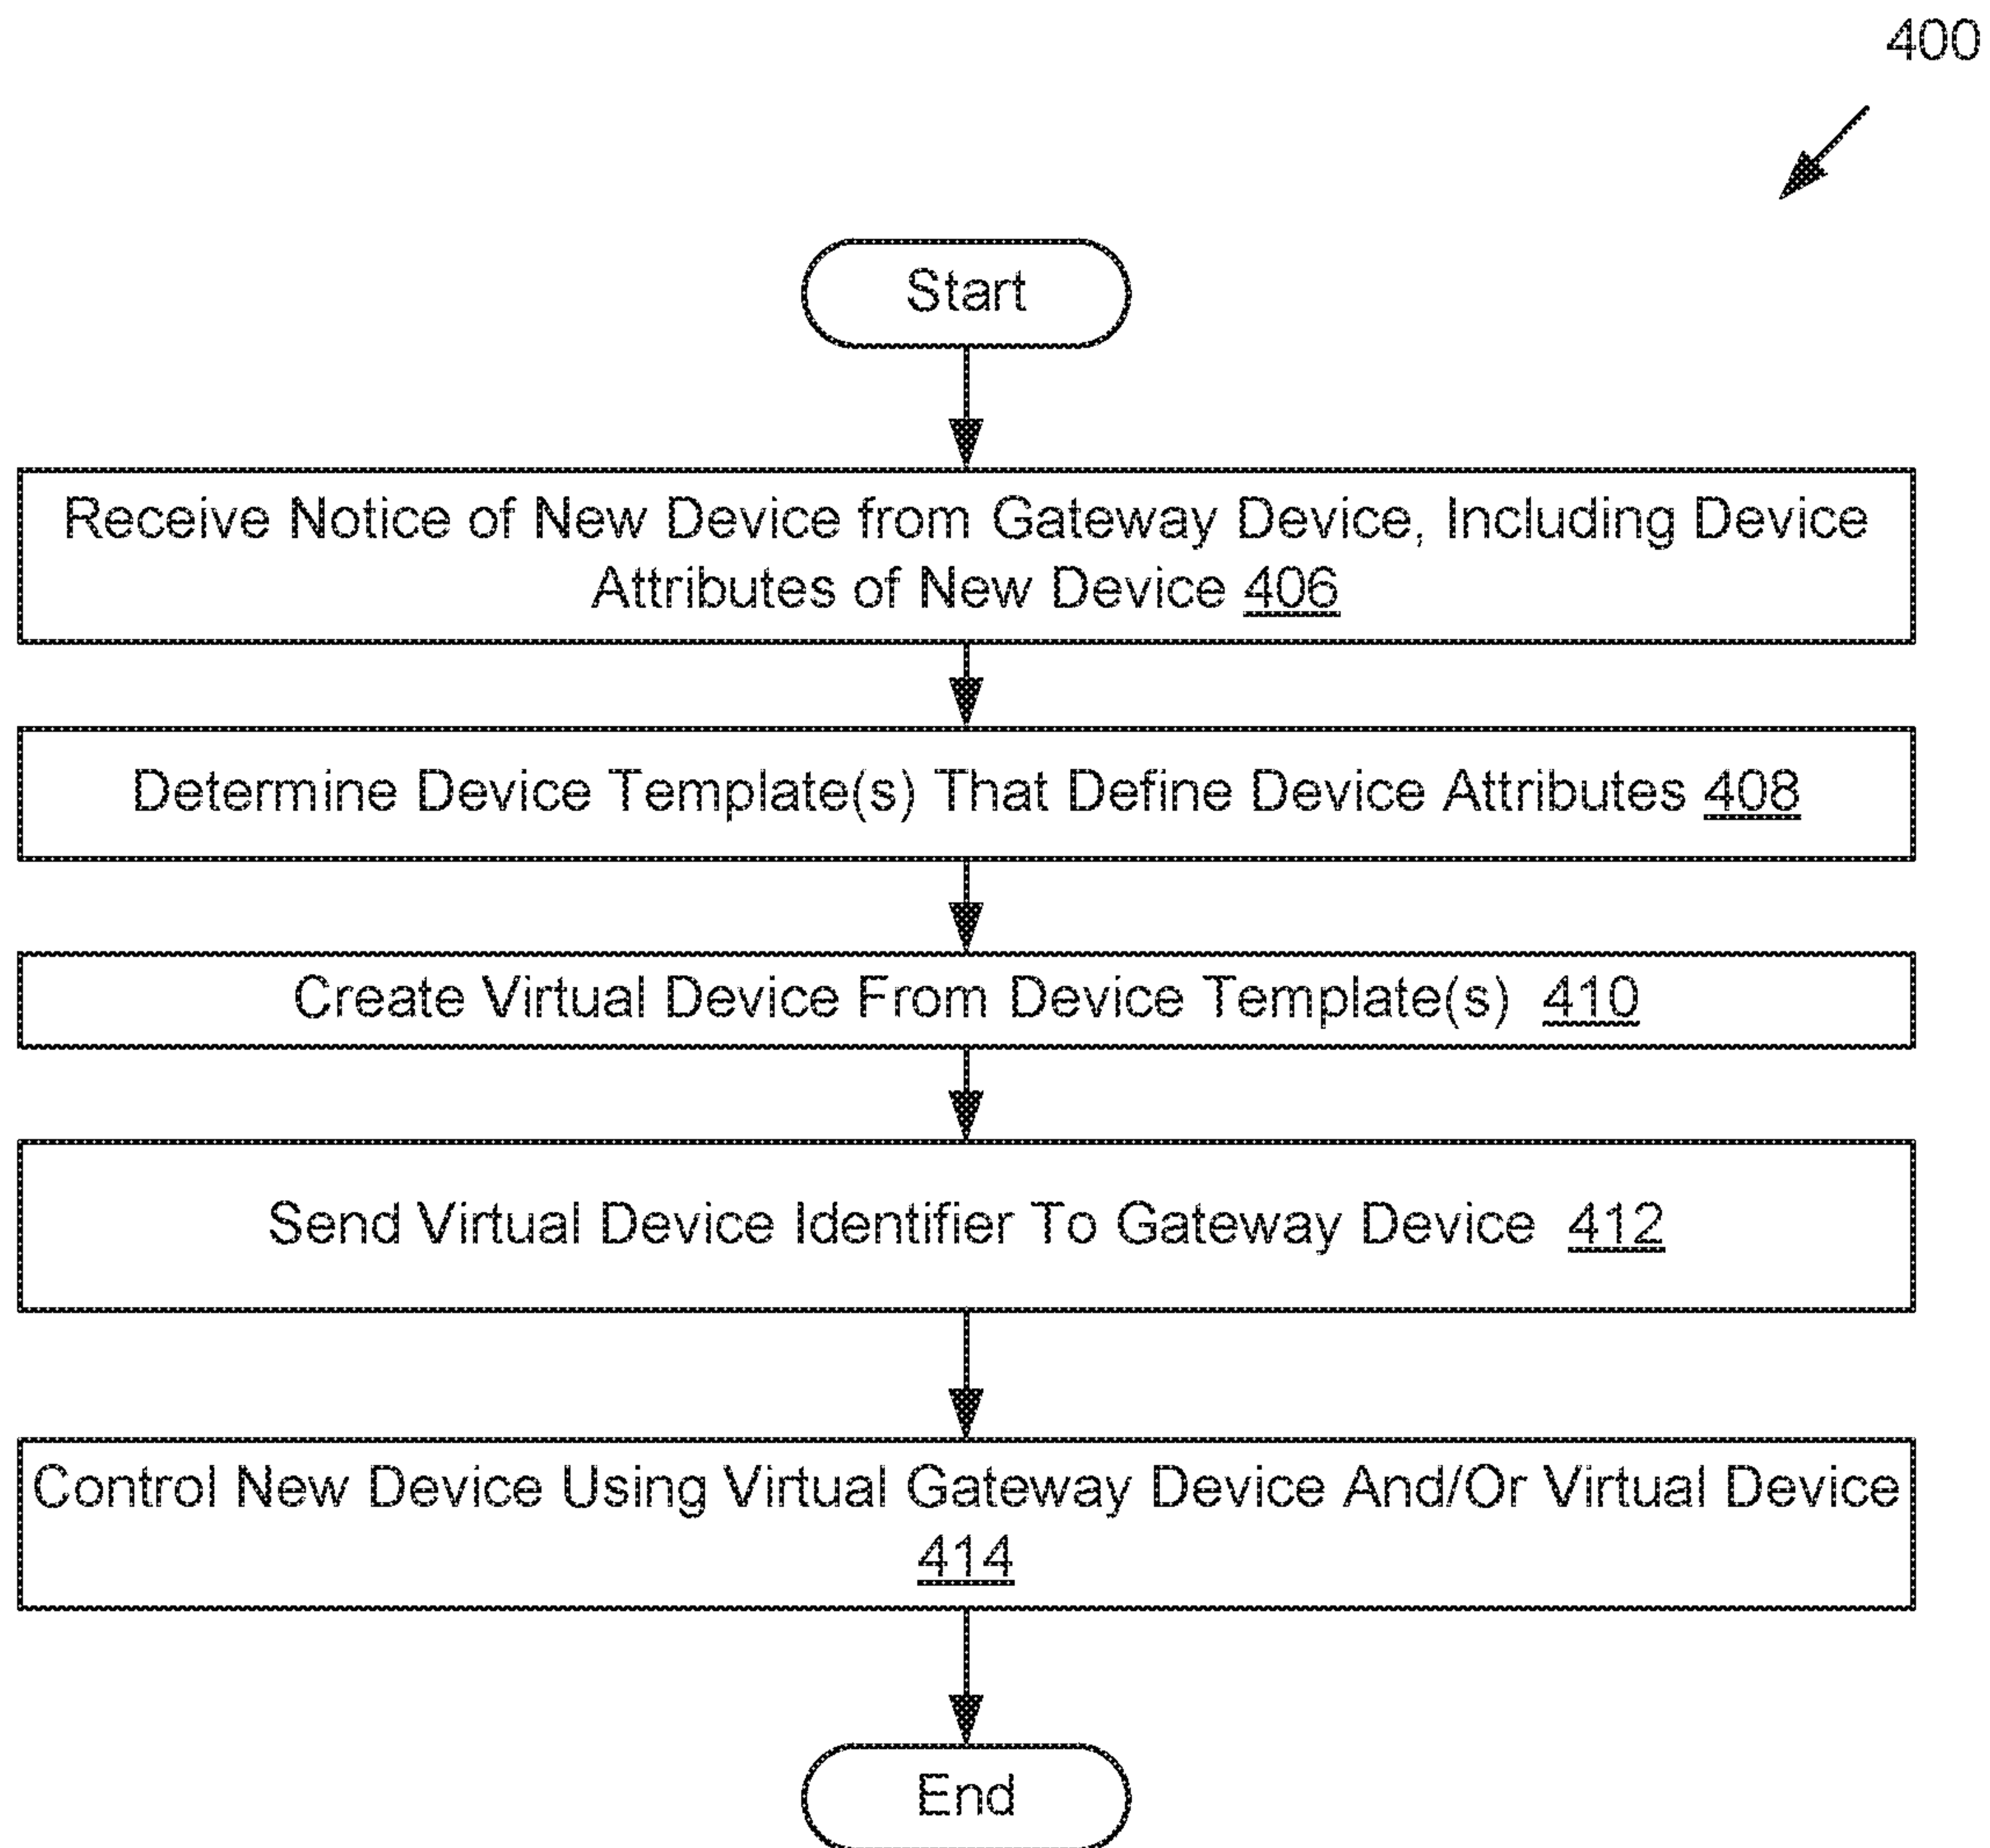 400
Start
Receive Notice of New Device from Gateway Device, Including Device
Attributes of New Device 406
Determine Device Template(s) That Define Device Attributes 408
Create Virtual Device From Device Template(s) 410
Send Virtual Device Identifier To Gateway Device 412
Control New Device Using Virtual Gateway Device And/Or Virtual Device
414
End